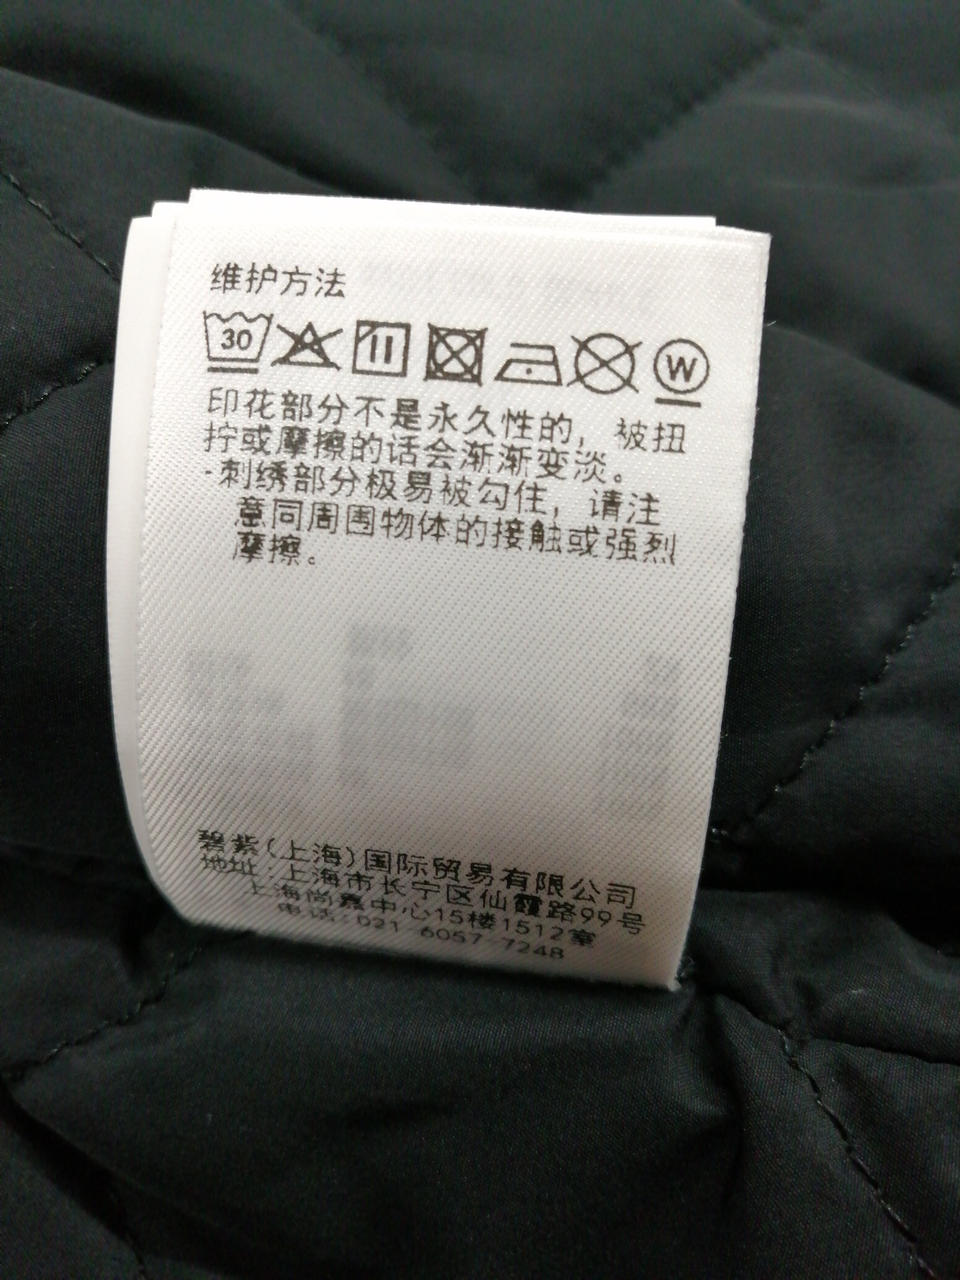 维护方法
30 W
印花部分不是永久性的，被扭
拧或摩擦的话会渐渐变淡。
-刺绣部分极易被勾住，请注
意同周围物体的接触或强烈
摩擦。
碧紫(上海)国际贸易有限公司
地址:上海市长宁区仙霞路99号
上海尚嘉中心15楼1512室
电话:021-6057-7248